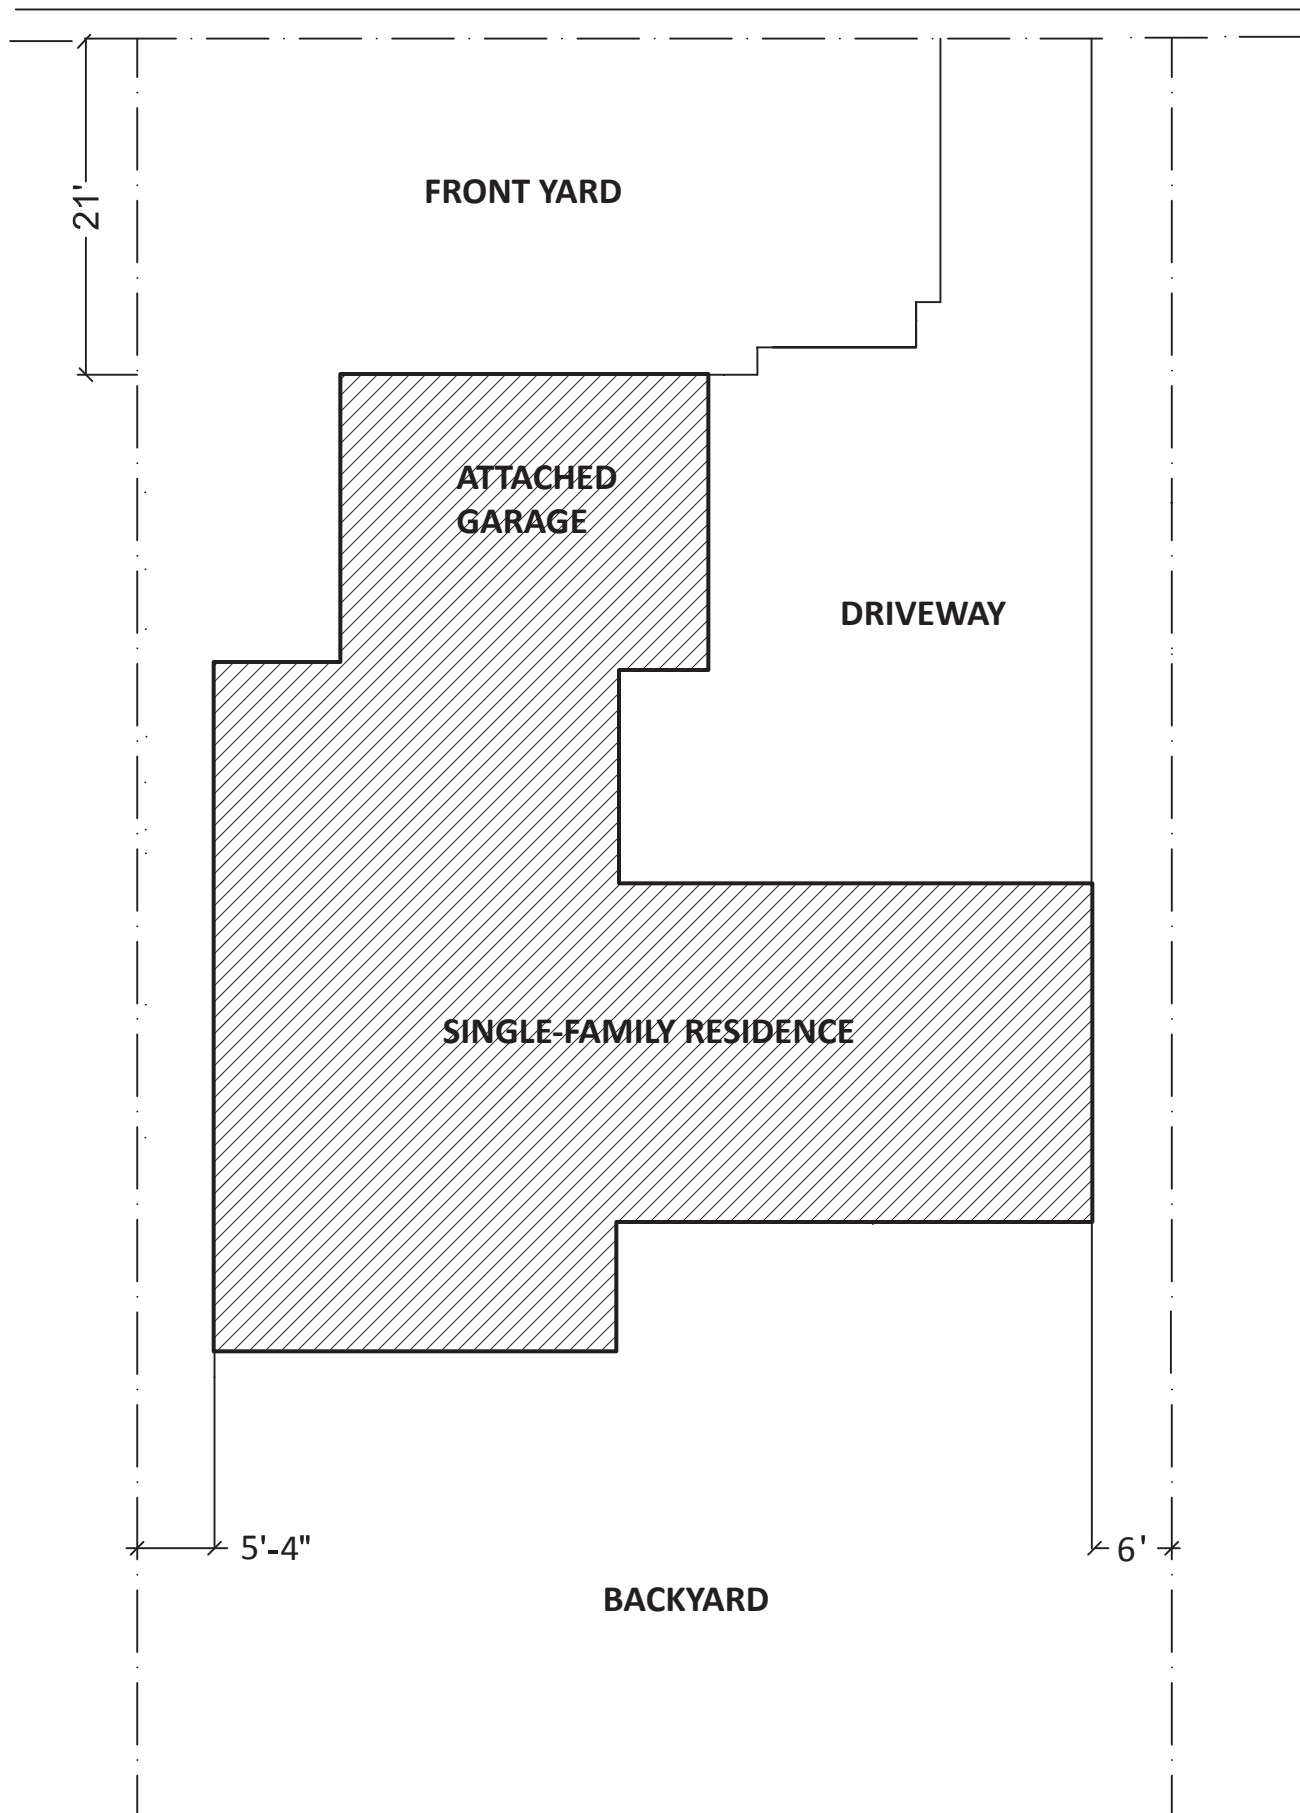 FRONT YARD
21'
ATTACHED
GARAGE
DRIVEWAY
SINGLE-FAMILY RESIDENCE
5'-4"
6'
BACKYARD